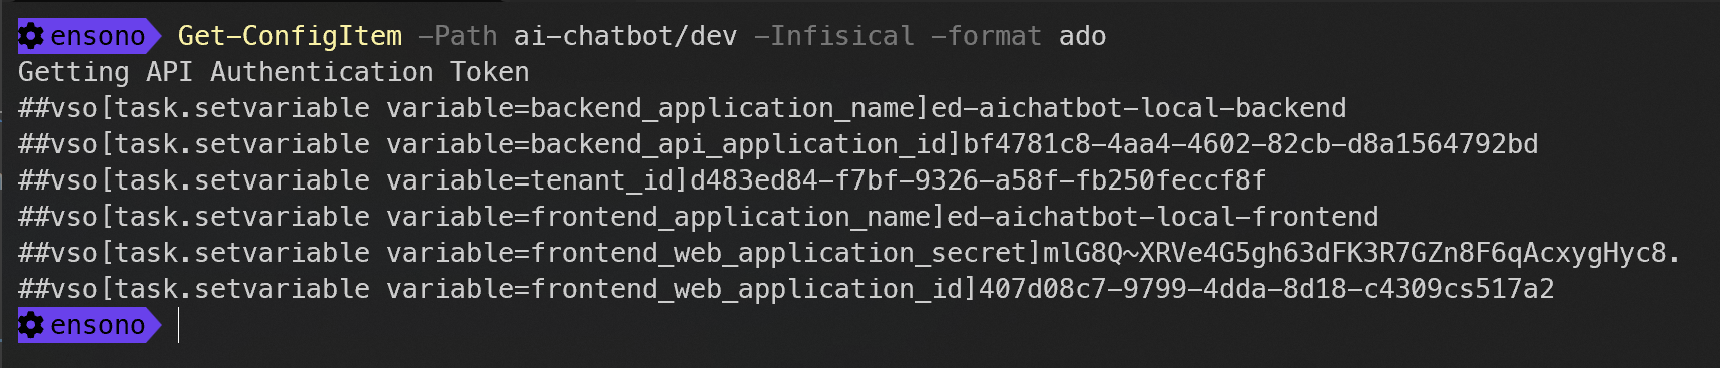 ensono Get-ConfigItem -Path ai-chatbot/dev -Infisical -format ado
Getting API Authentication Token
##vso[task.setvariable variable=backend_application_name]ed-aichatbot-local-backend
##vso[task.setvariable variable=backend_api_application_id]bf4781c8-4aa4-4602-82cb-d8a1564792bd
##vso[task.setvariable variable=tenant_id]d483ed84-f7bf-9326-a58f-fb250feccf8f
##vso[task.setvariable variable=frontend_application_name]ed-aichatbot-local-frontend
##vso[task.setvariable variable=frontend_web_application_secret]mlG8Q~XRVe4G5gh63dFK3R7GZn8F6qAcxygHyc8.
##vso[task.setvariable variable=frontend_web_application_id]407d08c7-9799-4dda-8d18-c4309cs517a2
ensono